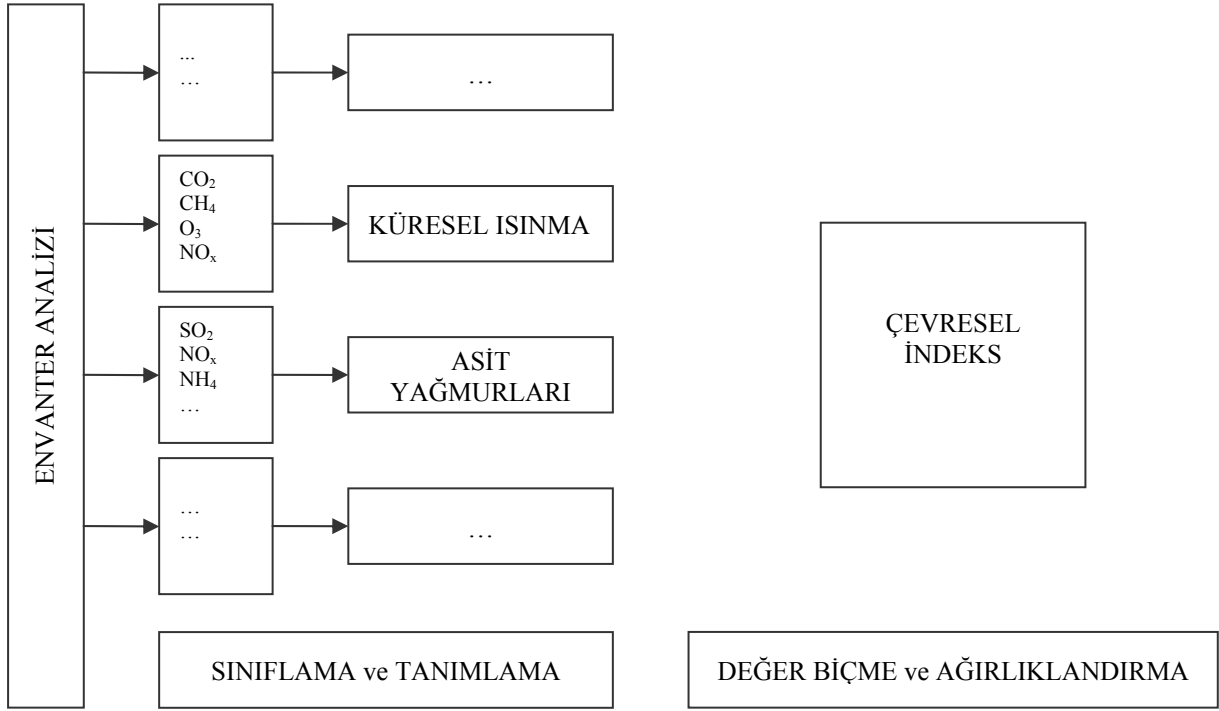 ENVANTER ANALİZİ
...
…
…
CO₂
CH₄
O₃
NOₓ
KÜRESEL ISINMA
SO₂
NOₓ
NH₄
…
ASİT
YAĞMURLARI
…
…
…
ÇEVRESEL
İNDEKS
SINIFLAMA ve TANIMLAMA
DEĞER BİÇME ve AĞIRLIKLANDIRMA